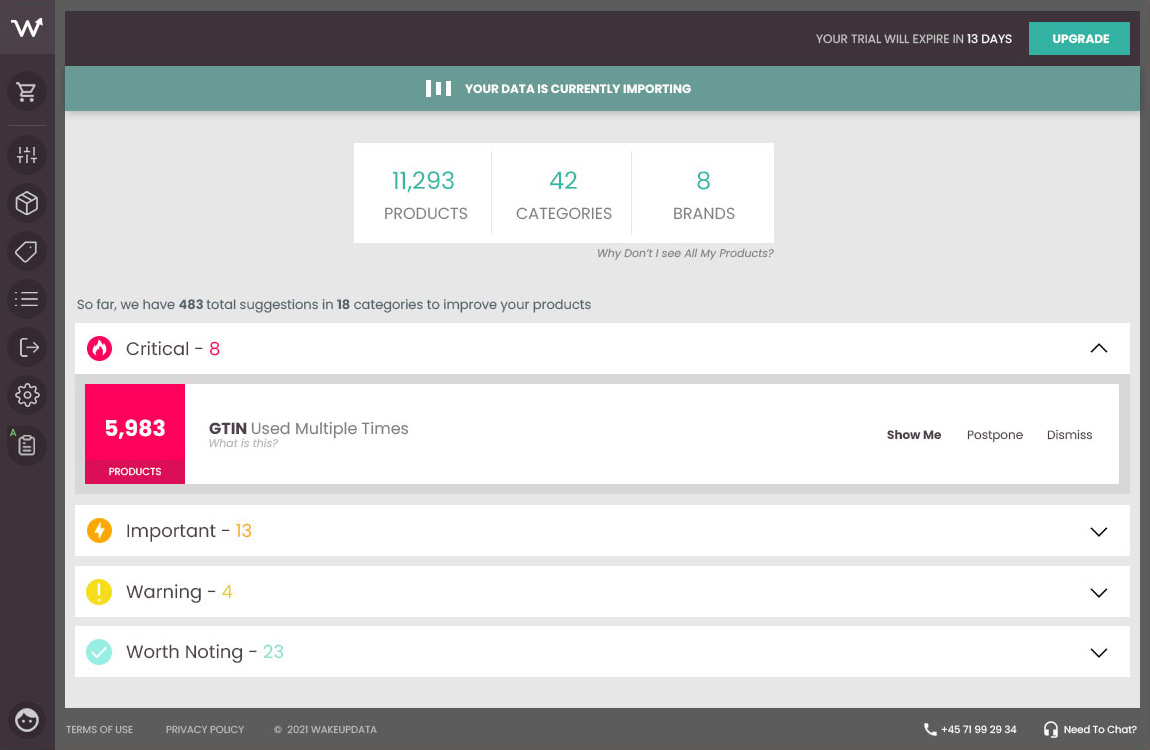 W
YOUR TRIAL WILL EXPIRE IN 13 DAYS
UPGRADE
YOUR DATA IS CURRENTLY IMPORTING
11,293
PRODUCTS
42
CATEGORIES
8
BRANDS
Why Don't I see All My Products?
So far, we have 483 total suggestions in 18 categories to improve your products
Critical - 8
5,983
PRODUCTS
GTIN Used Multiple Times
What is this?
Show Me
Postpone
Dismiss
Important - 13
Warning - 4
Worth Noting - 23
A
TERMS OF USE
PRIVACY POLICY
© 2021 WAKEUPDATA
+45 71 99 29 34
Need To Chat?